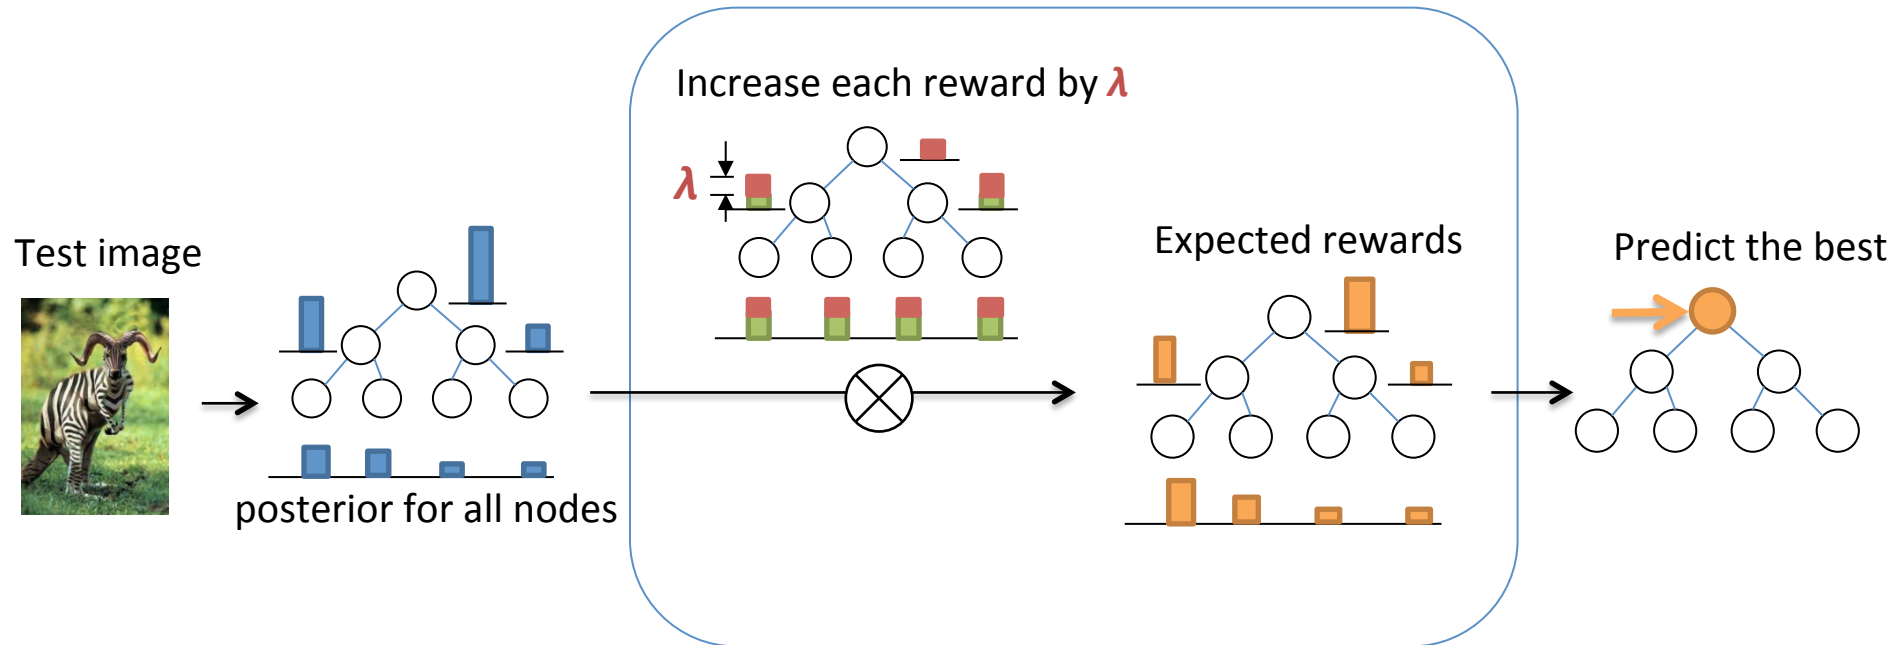 Increase each reward by λ
λ
Test image
Expected rewards
Predict the best
posterior for all nodes